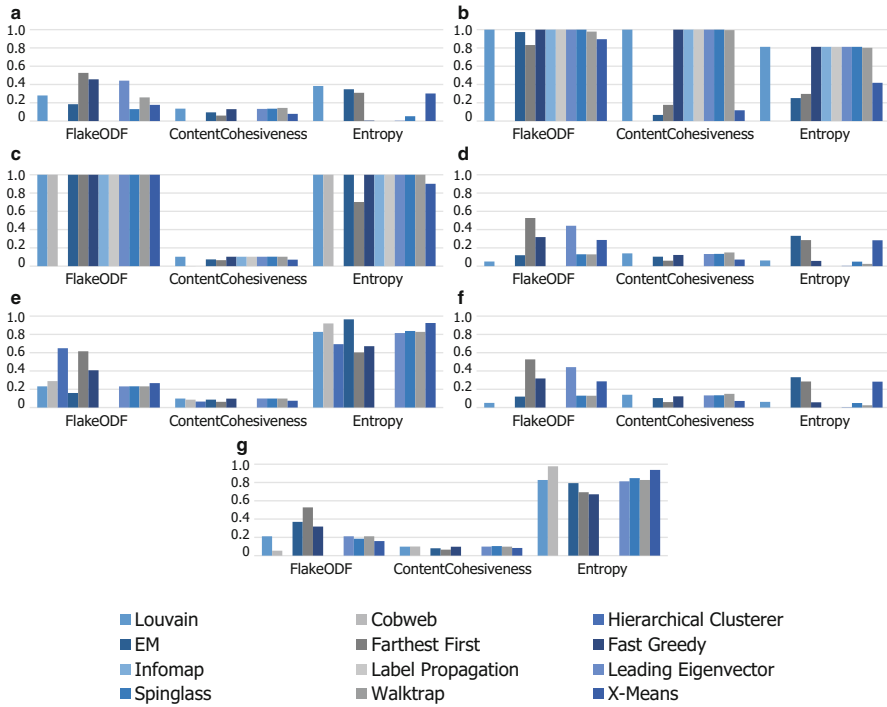 a
1.0
0.8
0.6
0.4
0.2
0
FlakeODF ContentCohesiveness Entropy
b
1.0
0.8
0.6
0.4
0.2
0
FlakeODF ContentCohesiveness Entropy
c
1.0
0.8
0.6
0.4
0.2
0
FlakeODF ContentCohesiveness Entropy
d
1.0
0.8
0.6
0.4
0.2
0
FlakeODF ContentCohesiveness Entropy
e
1.0
0.8
0.6
0.4
0.2
0
FlakeODF ContentCohesiveness Entropy
f
1.0
0.8
0.6
0.4
0.2
0
FlakeODF ContentCohesiveness Entropy
g
1.0
0.8
0.6
0.4
0.2
0
FlakeODF ContentCohesiveness Entropy
Louvain Cobweb Hierarchical Clusterer
EM Farthest First Fast Greedy
Infomap Label Propagation Leading Eigenvector
Spinglass Walktrap X-Means